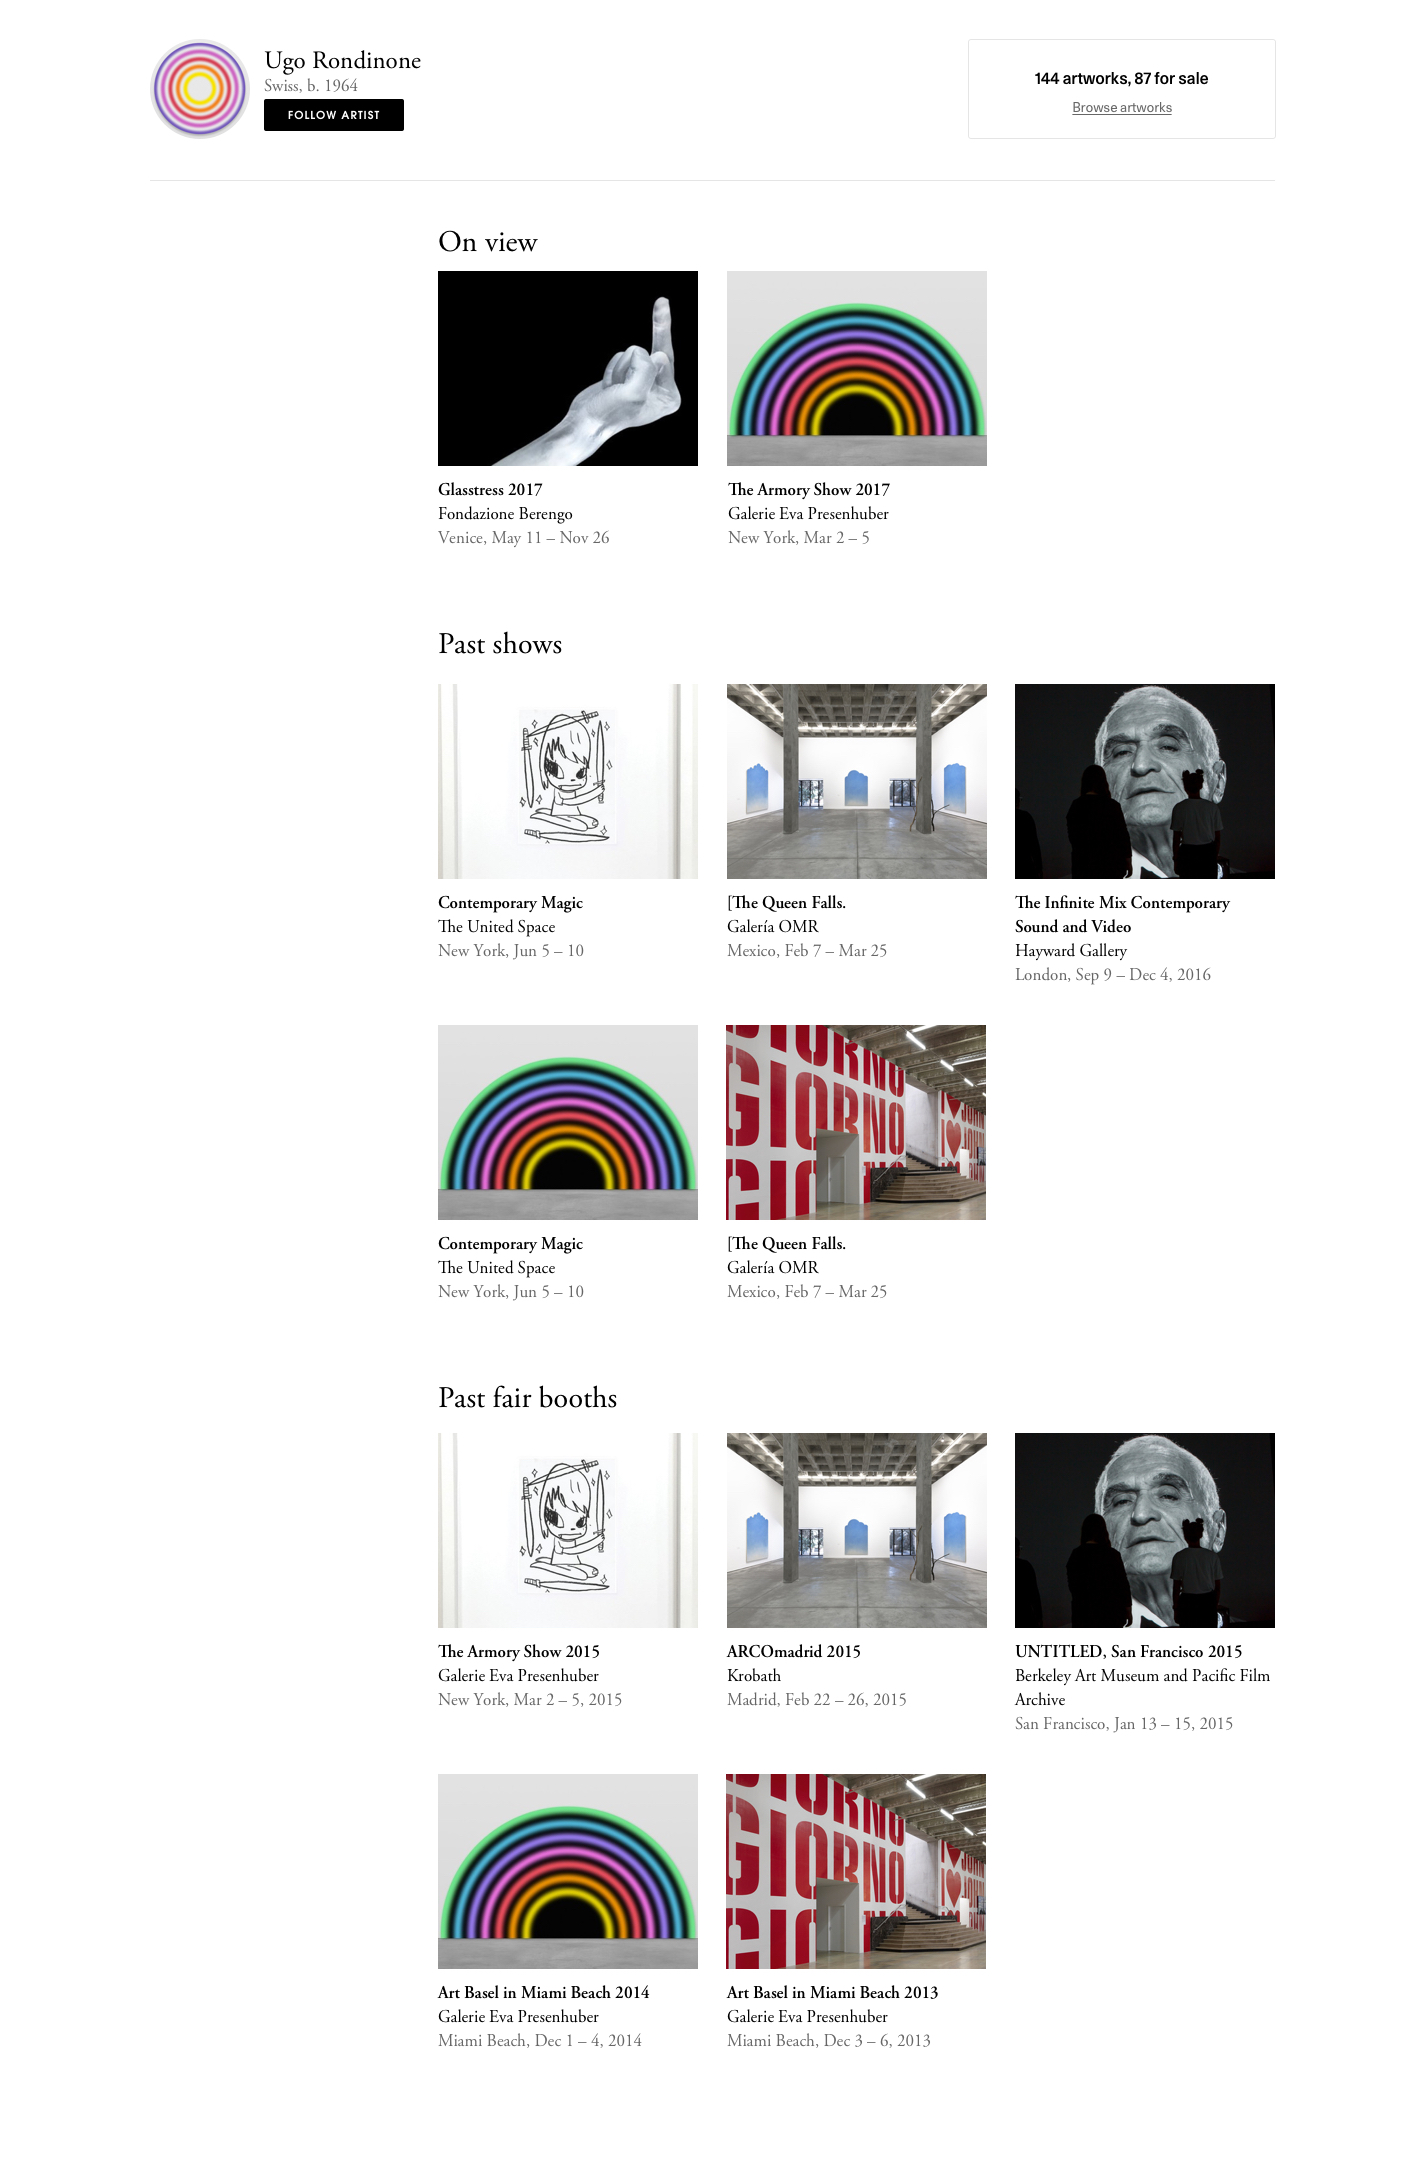 Ugo Rondinone
Swiss, b. 1964
FOLLOW ARTIST
144 artworks, 87 for sale
Browse artworks
On view
Glasstress 2017
Fondazione Berengo
Venice, May 11 – Nov 26
The Armory Show 2017
Galerie Eva Presenhuber
New York, Mar 2 – 5
Past shows
Contemporary Magic
The United Space
New York, Jun 5 – 10
[The Queen Falls.
Galería OMR
Mexico, Feb 7 – Mar 25
The Infinite Mix Contemporary
Sound and Video
Hayward Gallery
London, Sep 9 – Dec 4, 2016
GIORNO
GIORNO
GIORNO
Contemporary Magic
The United Space
New York, Jun 5 – 10
[The Queen Falls.
Galería OMR
Mexico, Feb 7 – Mar 25
Past fair booths
The Armory Show 2015
Galerie Eva Presenhuber
New York, Mar 2 – 5, 2015
ARCOmadrid 2015
Krobath
Madrid, Feb 22 – 26, 2015
UNTITLED, San Francisco 2015
Berkeley Art Museum and Pacific Film
Archive
San Francisco, Jan 13 – 15, 2015
GIORNO
GIORNO
GIORNO
Art Basel in Miami Beach 2014
Galerie Eva Presenhuber
Miami Beach, Dec 1 – 4, 2014
Art Basel in Miami Beach 2013
Galerie Eva Presenhuber
Miami Beach, Dec 3 – 6, 2013